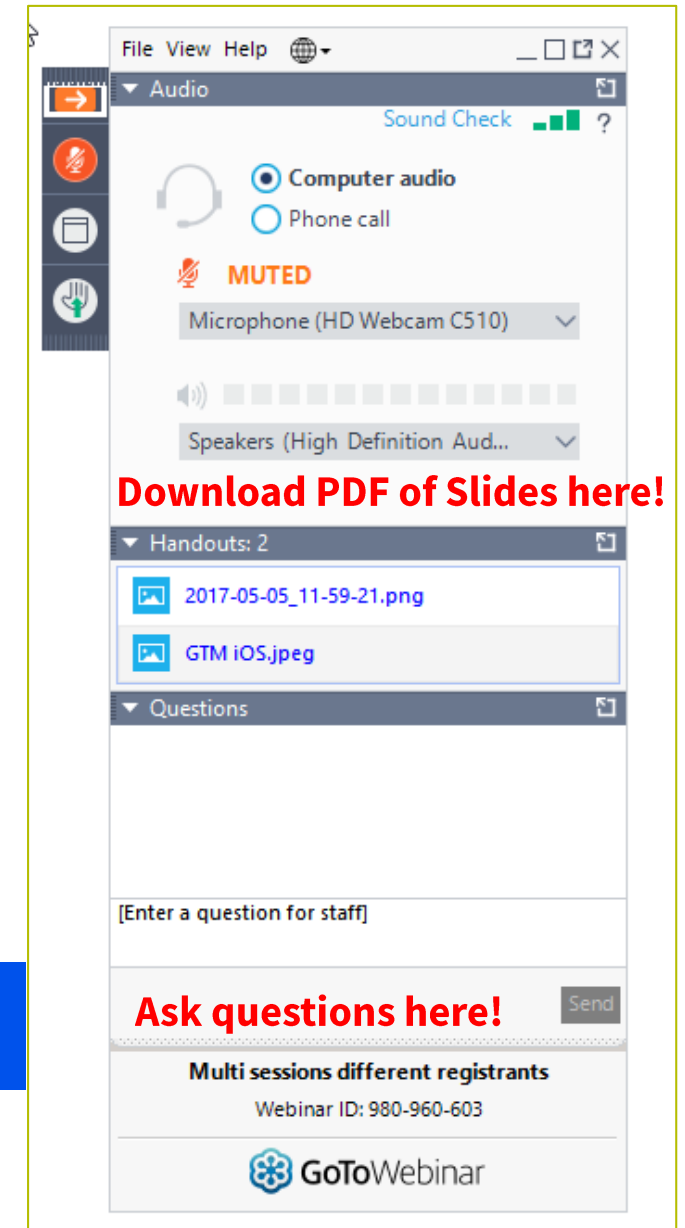 File View Help
Audio
Sound Check ?
Computer audio
Phone call
MUTED
Microphone (HD Webcam C510)
Speakers (High Definition Aud...
Download PDF of Slides here!
Handouts: 2
2017-05-05_11-59-21.png
GTM iOS.jpeg
Questions
[Enter a question for staff]
Ask questions here!
Send
Multi sessions different registrants
Webinar ID: 980-960-603
GoToWebinar